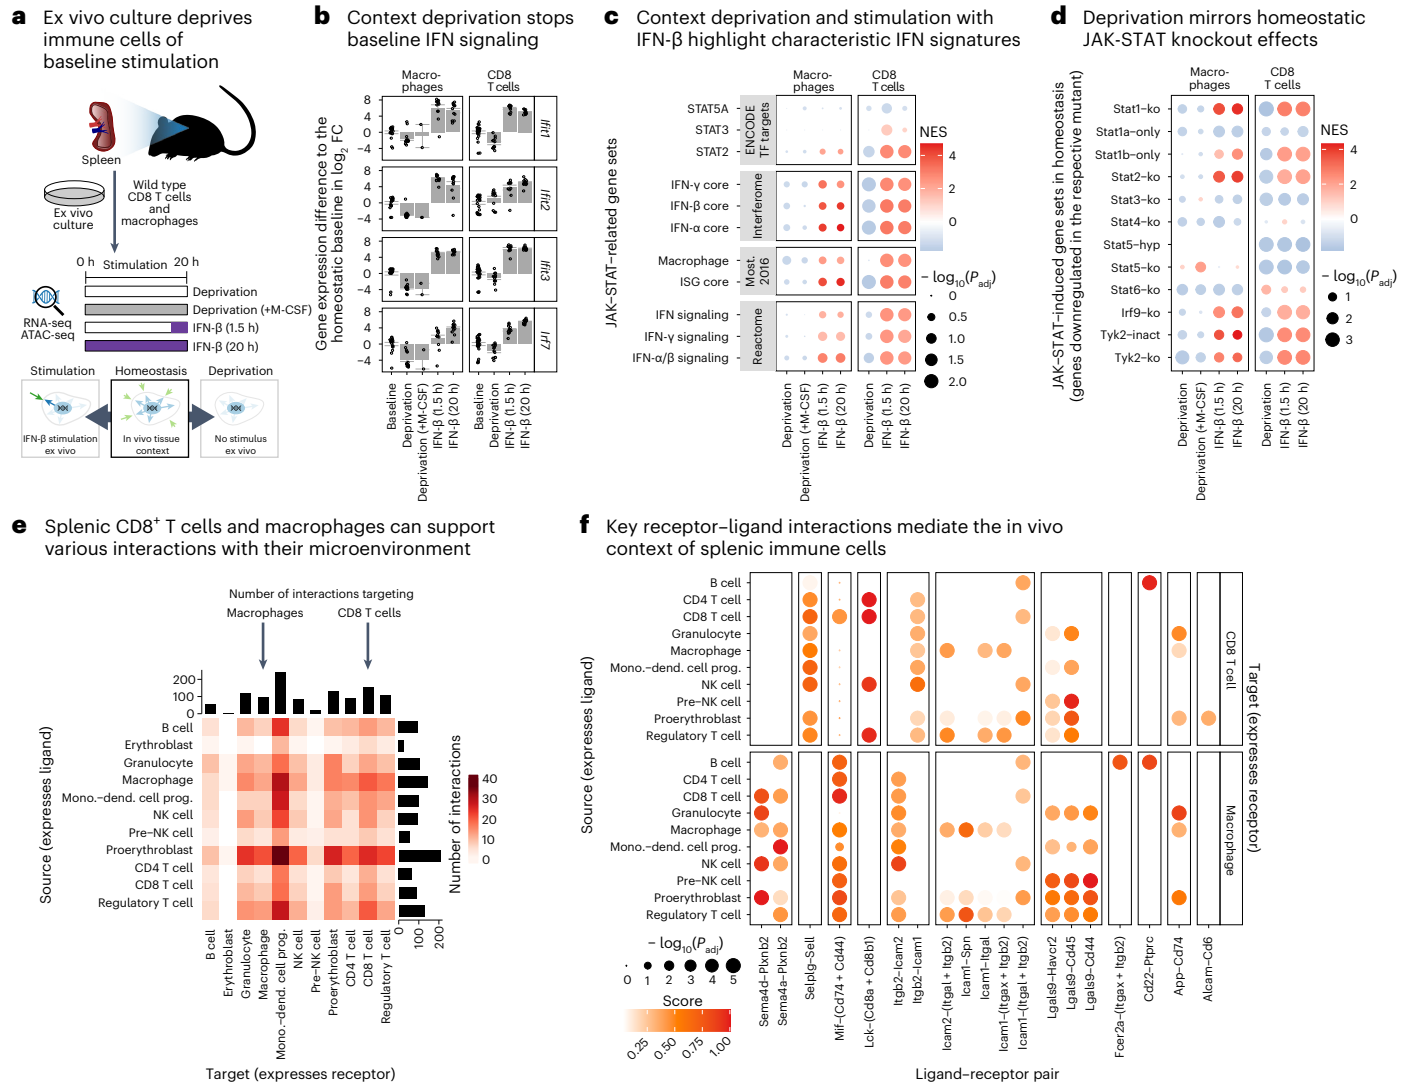 a Ex vivo culture deprives
immune cells of
baseline stimulation
Spleen
Ex vivo
culture
Wild type
CD8 T cells
and
macrophages
0 h Stimulation 20 h
RNA-seq
ATAC-seq
Deprivation
Deprivation (+M-CSF)
IFN-β (1.5 h)
IFN-β (20 h)
Stimulation Homeostasis Deprivation
IFN-β stimulation
ex vivo
In vivo tissue
context
No stimulus
ex vivo
b Context deprivation stops
baseline IFN signaling
Gene expression difference to the
homeostatic baseline in log2 FC
Macro-
phages
CD8
T cells
8
4
0
−4
Ifit1
8
4
0
−4
Ifit2
8
4
0
−4
Ifit3
8
4
0
−4
Irf7
Baseline
Deprivation
Deprivation (+M-CSF)
IFN-β (1.5 h)
IFN-β (20 h)
Baseline
Deprivation
IFN-β (1.5 h)
IFN-β (20 h)
c Context deprivation and stimulation with
IFN-β highlight characteristic IFN signatures
JAK–STAT–related gene sets
Macro-
phages
CD8
T cells
STAT5A
STAT3
STAT2
ENCODE
TF targets
IFN-γ core
IFN-β core
IFN-α core
Interferome
Macrophage
ISG core
Most.
2016
IFN signaling
IFN-γ signaling
IFN-α/β signaling
Reactome
Deprivation
Deprivation (+M-CSF)
IFN-β (1.5 h)
IFN-β (20 h)
Deprivation
IFN-β (1.5 h)
IFN-β (20 h)
NES
4
2
0
− log10(Padj)
0
0.5
1.0
1.5
2.0
d Deprivation mirrors homeostatic
JAK-STAT knockout effects
JAK–STAT–induced gene sets in homeostasis
(genes downregulated in the respective mutant)
Macro-
phages
CD8
T cells
Stat1-ko
Stat1a-only
Stat1b-only
Stat2-ko
Stat3-ko
Stat4-ko
Stat5-hyp
Stat5-ko
Stat6-ko
Irf9-ko
Tyk2-inact
Tyk2-ko
Deprivation
Deprivation (+M-CSF)
IFN-β (1.5 h)
IFN-β (20 h)
Deprivation
IFN-β (1.5 h)
IFN-β (20 h)
NES
4
2
0
− log10(Padj)
1
2
3
e Splenic CD8+ T cells and macrophages can support
various interactions with their microenvironment
Number of interactions targeting
Macrophages CD8 T cells
200
100
0
Source (expresses ligand)
B cell
Erythroblast
Granulocyte
Macrophage
Mono.–dend. cell prog.
NK cell
Pre–NK cell
Proerythroblast
CD4 T cell
CD8 T cell
Regulatory T cell
0
100
200
Number of interactions
40
30
20
10
0
B cell
Erythroblast
Granulocyte
Macrophage
Mono.–dend. cell prog.
NK cell
Pre–NK cell
Proerythroblast
CD4 T cell
CD8 T cell
Regulatory T cell
Target (expresses receptor)
f Key receptor–ligand interactions mediate the in vivo
context of splenic immune cells
Source (expresses ligand)
B cell
CD4 T cell
CD8 T cell
Granulocyte
Macrophage
Mono.–dend. cell prog.
NK cell
Pre–NK cell
Proerythroblast
Regulatory T cell
CD8 T cell
B cell
CD4 T cell
CD8 T cell
Granulocyte
Macrophage
Mono.–dend. cell prog.
NK cell
Pre–NK cell
Proerythroblast
Regulatory T cell
Macrophage
Target (expresses receptor)
− log10(Padj)
0 1 2 3 4 5
Score
0.25
0.50
0.75
1.00
Sema4d–Plxnb2
Sema4a–Plxnb2
Selplg–Sell
Mif–(Cd74 + Cd44)
Lck–(Cd8a + Cd8b1)
Itgb2–Icam2
Itgb2–Icam1
Icam2–(Itgal + Itgb2)
Icam1–Spn
Icam1–Itgal
Icam1–(Itgax + Itgb2)
Icam1–(Itgal + Itgb2)
Lgals9–Havcr2
Lgals9–Cd45
Lgals9–Cd44
Fcer2a–(Itgax + Itgb2)
Cd22–Ptprc
App–Cd74
Alcam–Cd6
Ligand–receptor pair